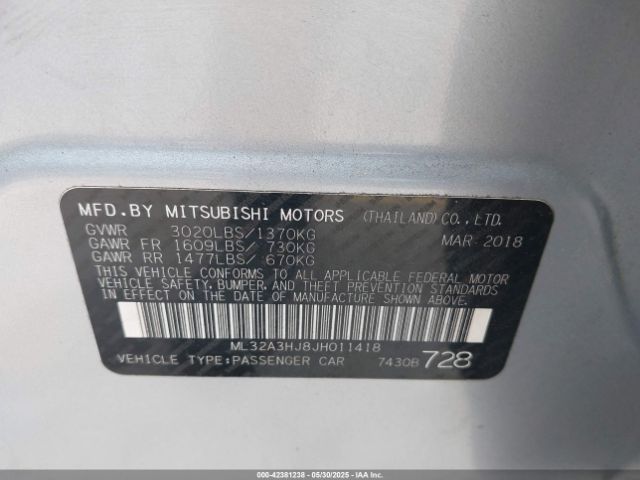 MFD.BY MITSUBISHI MOTORS (THAILAND)CO.,LTD.
GVWR 3020LBS/1370KG MAR 2018
GAWR FR 1609LBS/ 730KG
GAWR RR 1477LBS/ 670KG
THIS VEHICLE CONFORMS TO ALL APPLICABLE FEDERAL MOTOR
VEHICLE SAFETY, BUMPER, AND THEFT PREVENTION STANDARDS
IN EFFECT ON THE DATE OF MANUFACTURE SHOWN ABOVE.
ML32A3HJ8JH011418
VEHICLE TYPE:PASSENGER CAR 7430B 728
000-42381238 - 05/30/2025 - IAAI.COM